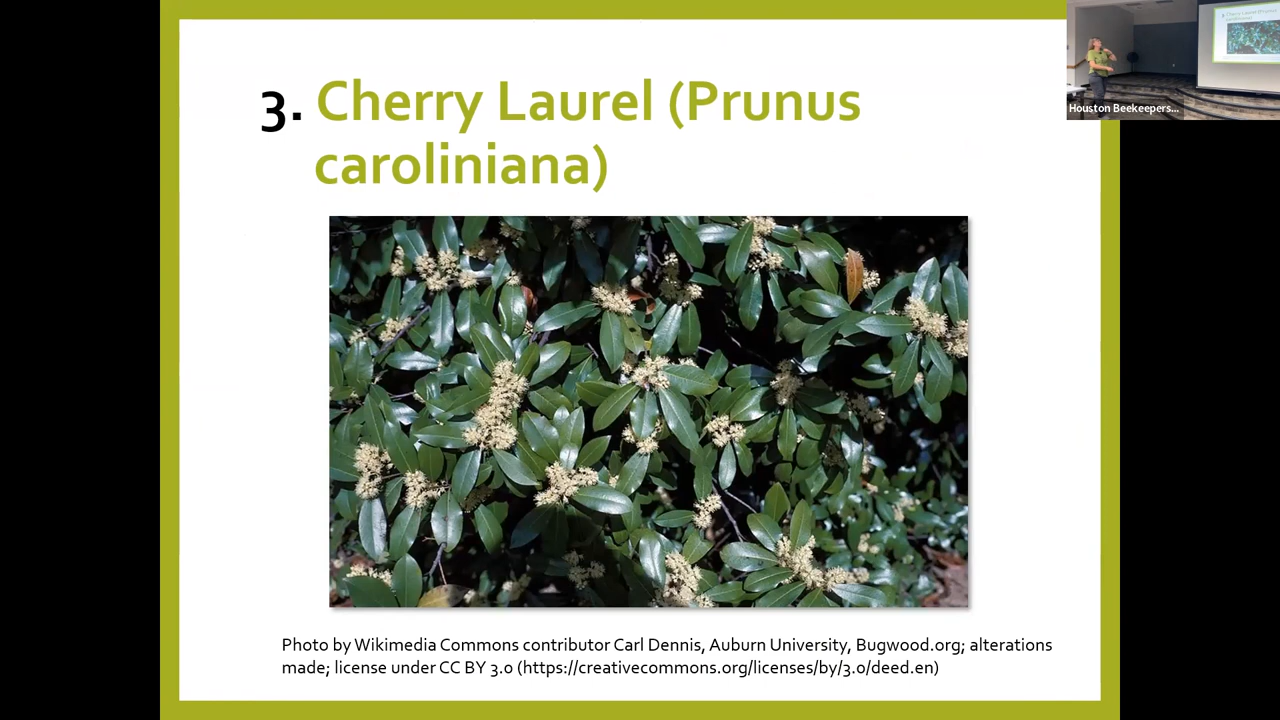 3. Cherry Laurel (Prunus
caroliniana)
Houston Beekeepers...
Photo by Wikimedia Commons contributor Carl Dennis, Auburn University, Bugwood.org; alterations
made; license under CC BY 3.0 (https://creativecommons.org/licenses/by/3.0/deed.en)